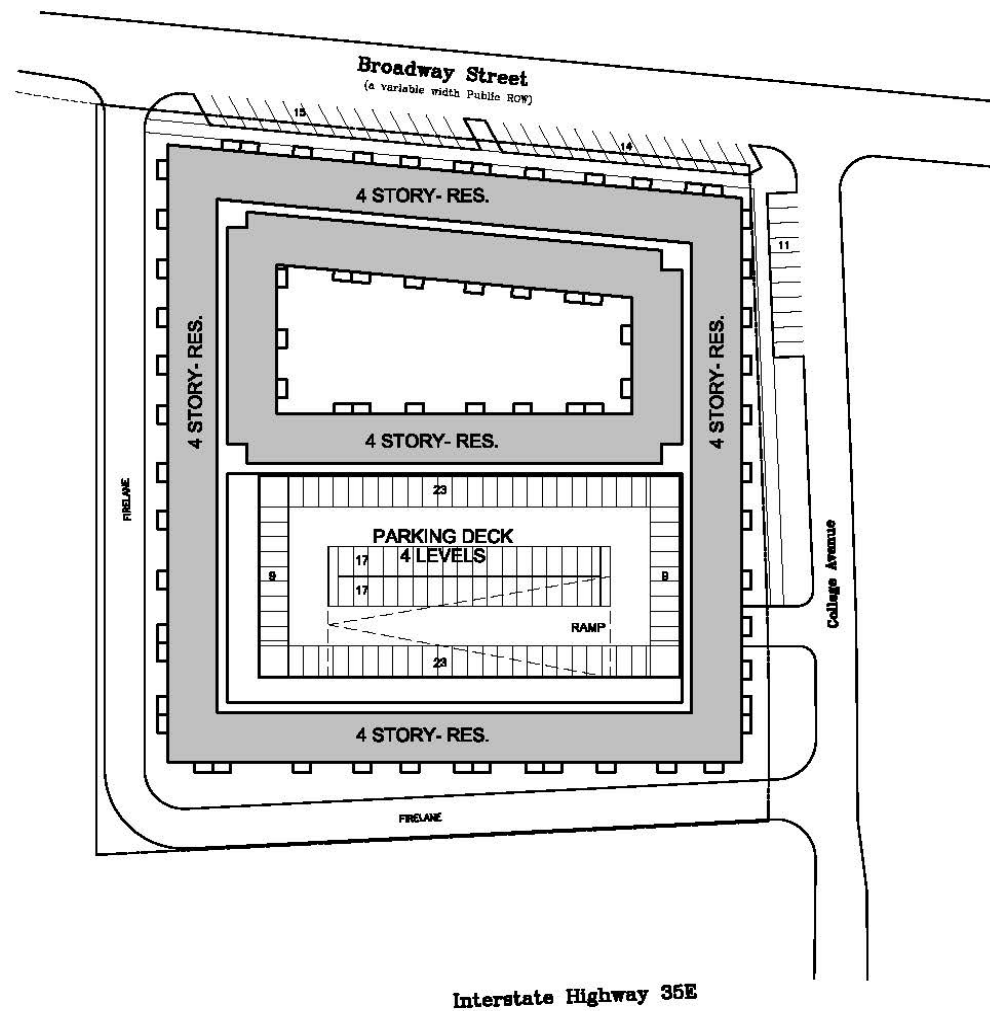 Broadway Street
(a variable width Public ROW)
15
14
4 STORY- RES.
11
4 STORY- RES.
4 STORY- RES.
4 STORY- RES.
FIRELANE
23
PARKING DECK
4 LEVELS
17
9
9
17
RAMP
College Avenue
23
4 STORY- RES.
FIRELANE
Interstate Highway 35E